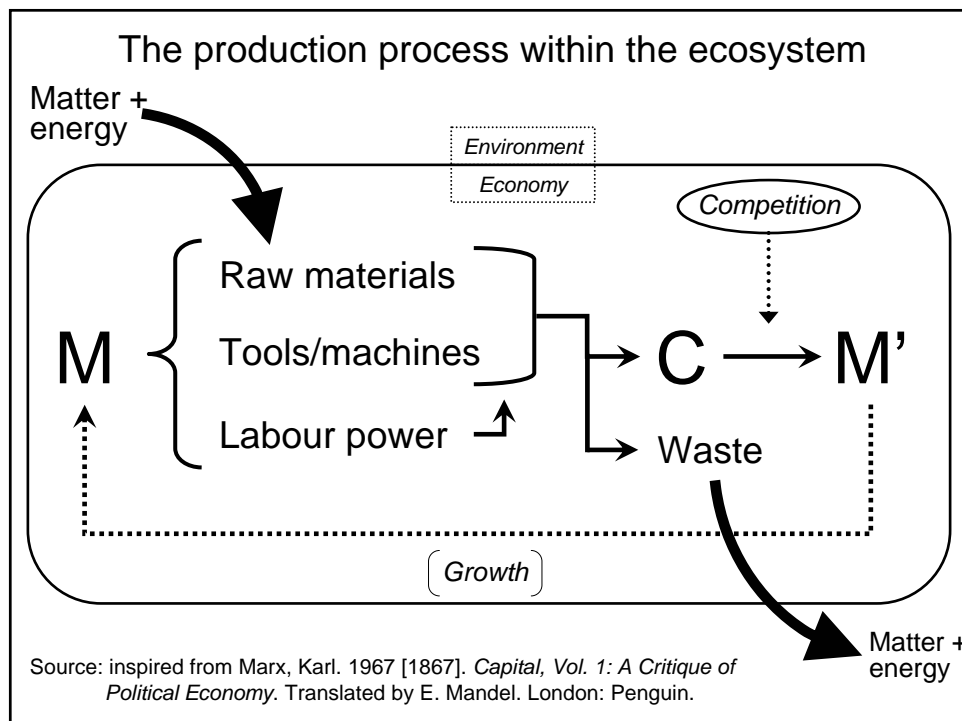 The production process within the ecosystem
Matter +
energy
Environment
Economy
Competition
Raw materials
M
Tools/machines
C
M’
Labour power
Waste
Growth
Matter +
energy
Source: inspired from Marx, Karl. 1967 [1867]. Capital, Vol. 1: A Critique of
Political Economy. Translated by E. Mandel. London: Penguin.